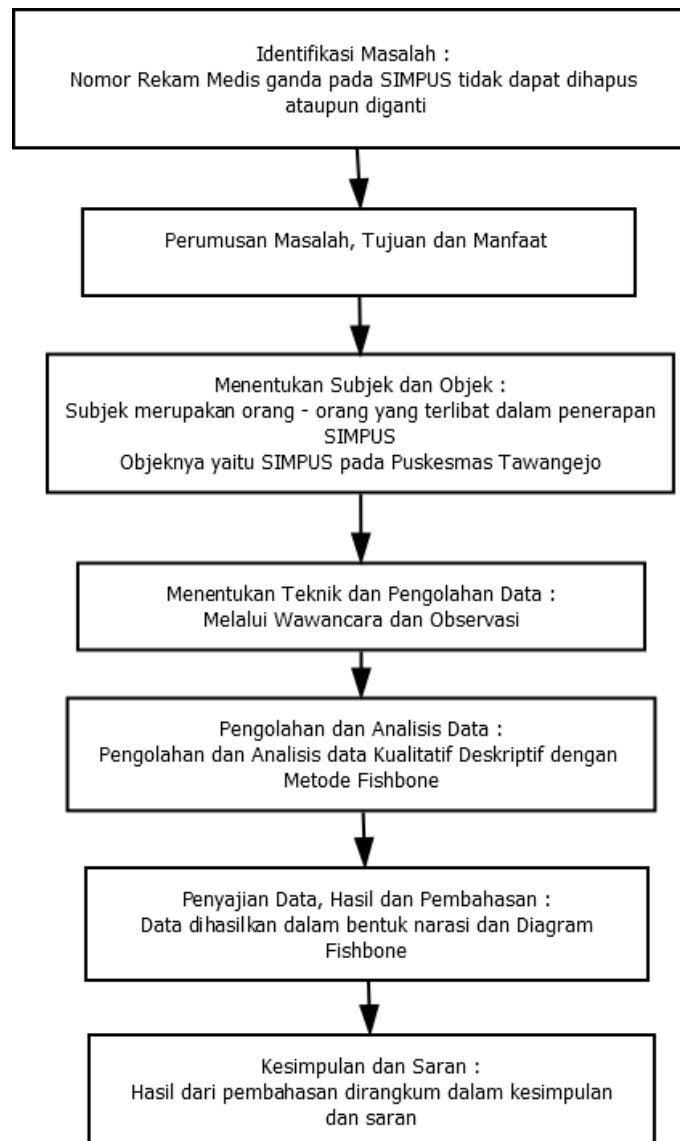 Identifikasi Masalah :
Nomor Rekam Medis ganda pada SIMPUS tidak dapat dihapus
ataupun diganti
Perumusan Masalah, Tujuan dan Manfaat
Menentukan Subjek dan Objek :
Subjek merupakan orang - orang yang terlibat dalam penerapan
SIMPUS
Objeknya yaitu SIMPUS pada Puskesmas Tawangejo
Menentukan Teknik dan Pengolahan Data :
Melalui Wawancara dan Observasi
Pengolahan dan Analisis Data :
Pengolahan dan Analisis data Kualitatif Deskriptif dengan
Metode Fishbone
Penyajian Data, Hasil dan Pembahasan :
Data dihasilkan dalam bentuk narasi dan Diagram
Fishbone
Kesimpulan dan Saran :
Hasil dari pembahasan dirangkum dalam kesimpulan
dan saran